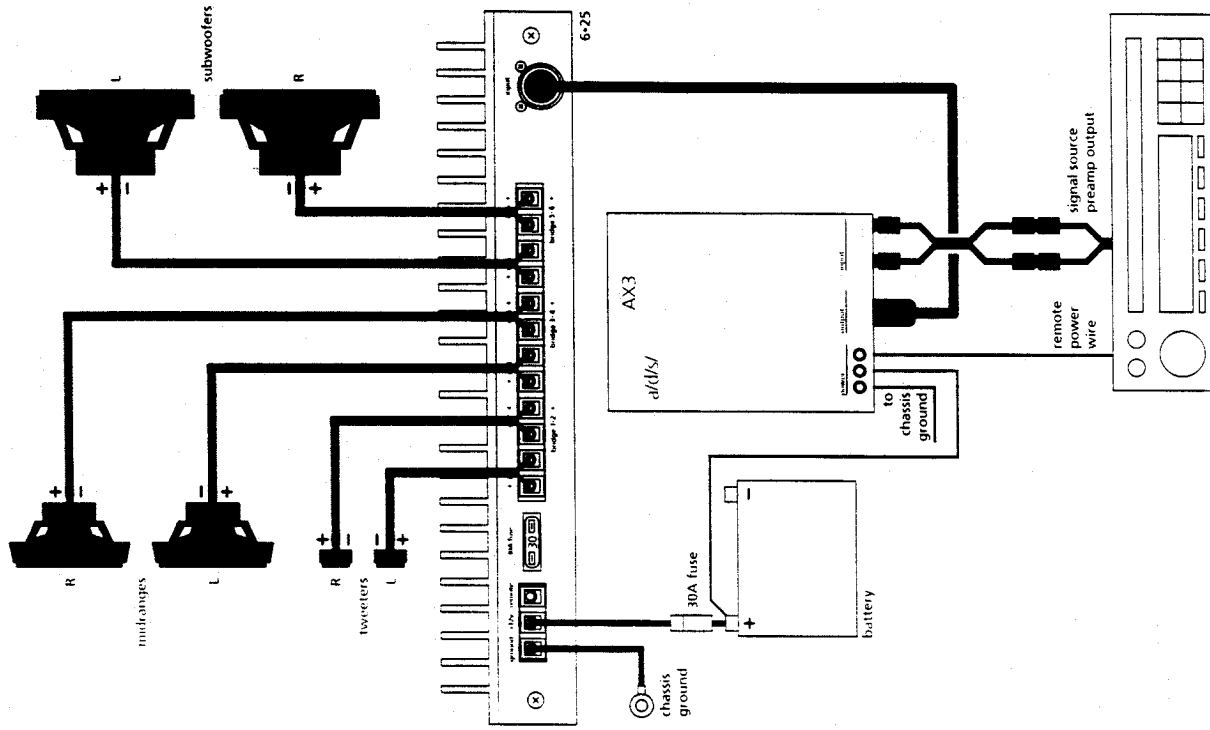 subwoofers
L
R
+
−
−
+
6•25
input
bridge 5-6 +
bridge 3-4 +
bridge 1-2 +
30
remote
+12v
ground
R
L
midranges
+
−
−
+
R
L
tweeters
+
−
−
+
30A fuse
battery
+
−
chassis
ground
a/d/s/
AX3
input
output
to
chassis
ground
remote
power
wire
signal source
preamp output